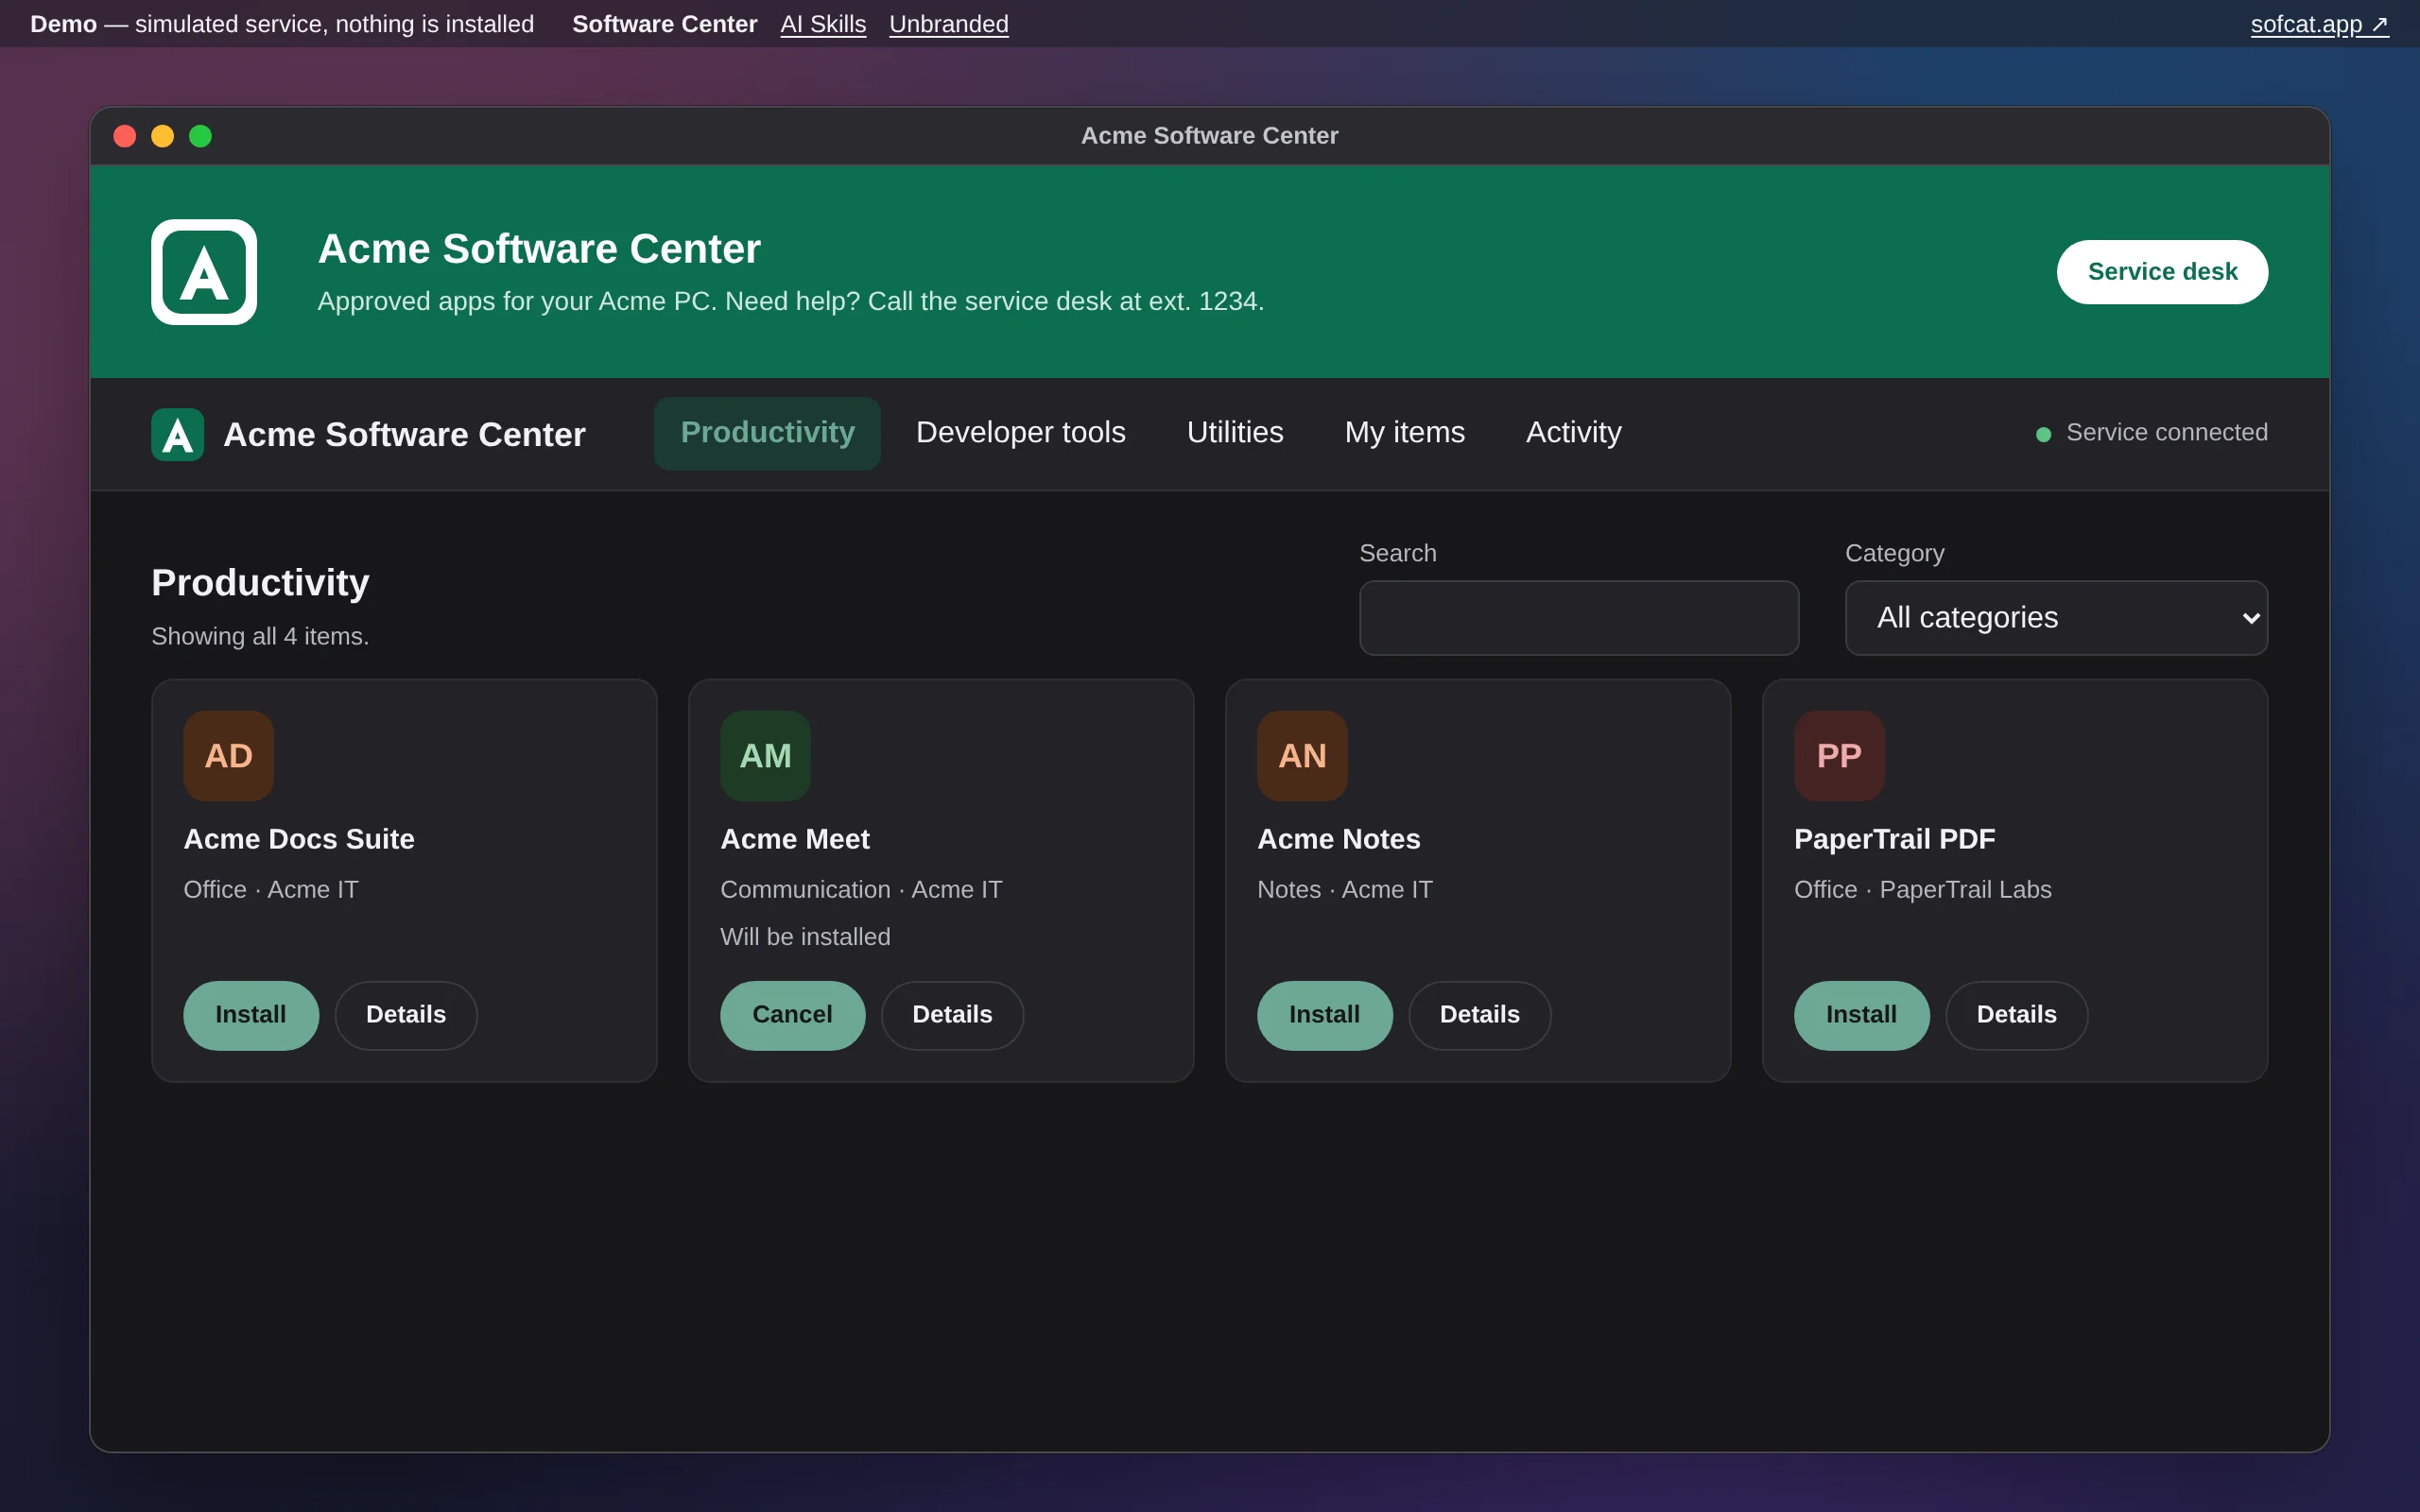 Demo — simulated service, nothing is installed Software Center AI Skills Unbranded sofcat.app ↗
Acme Software Center
A
Acme Software Center
Approved apps for your Acme PC. Need help? Call the service desk at ext. 1234.
Service desk
A Acme Software Center Productivity Developer tools Utilities My items Activity Service connected
Productivity
Showing all 4 items.
Search
Category
All categories
AD
Acme Docs Suite
Office · Acme IT
Install Details
AM
Acme Meet
Communication · Acme IT
Will be installed
Cancel Details
AN
Acme Notes
Notes · Acme IT
Install Details
PP
PaperTrail PDF
Office · PaperTrail Labs
Install Details